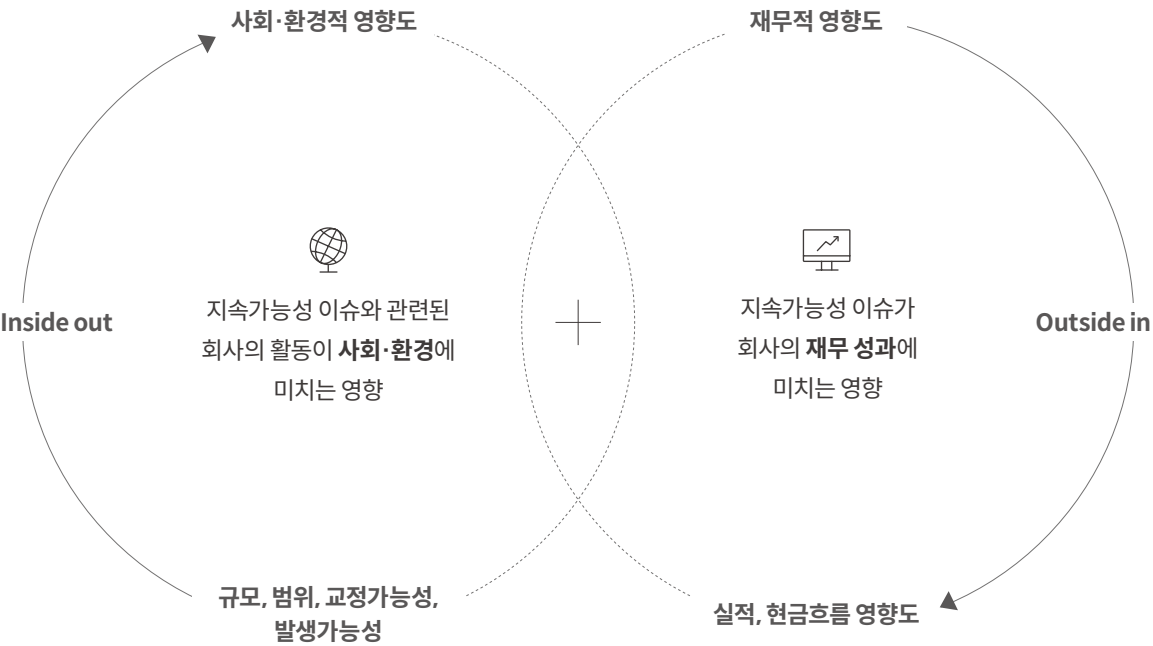 사회·환경적 영향도
재무적 영향도
Inside out
지속가능성 이슈와 관련된
회사의 활동이 사회·환경에
미치는 영향
지속가능성 이슈가
회사의 재무 성과에
미치는 영향
Outside in
규모, 범위, 교정가능성,
발생가능성
실적, 현금흐름 영향도